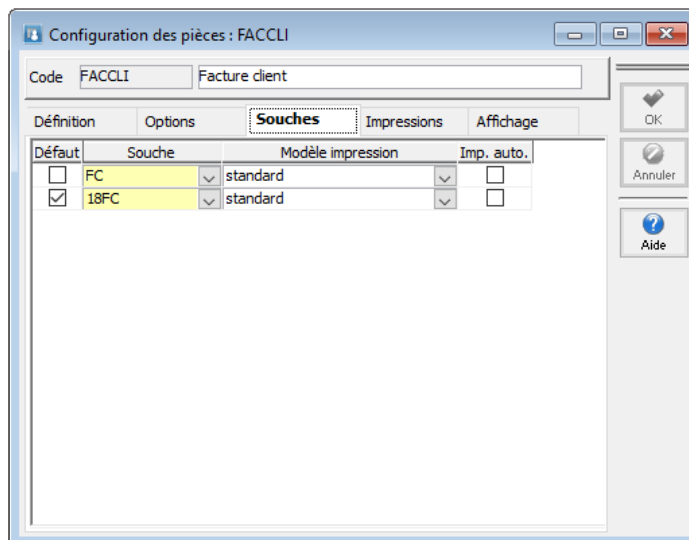 Configuration des pièces : FACCLI
Code FACCLI Facture client
Définition Options Souches Impressions Affichage
Défaut Souche Modèle impression Imp. auto.
FC standard
18FC standard
OK
Annuler
Aide